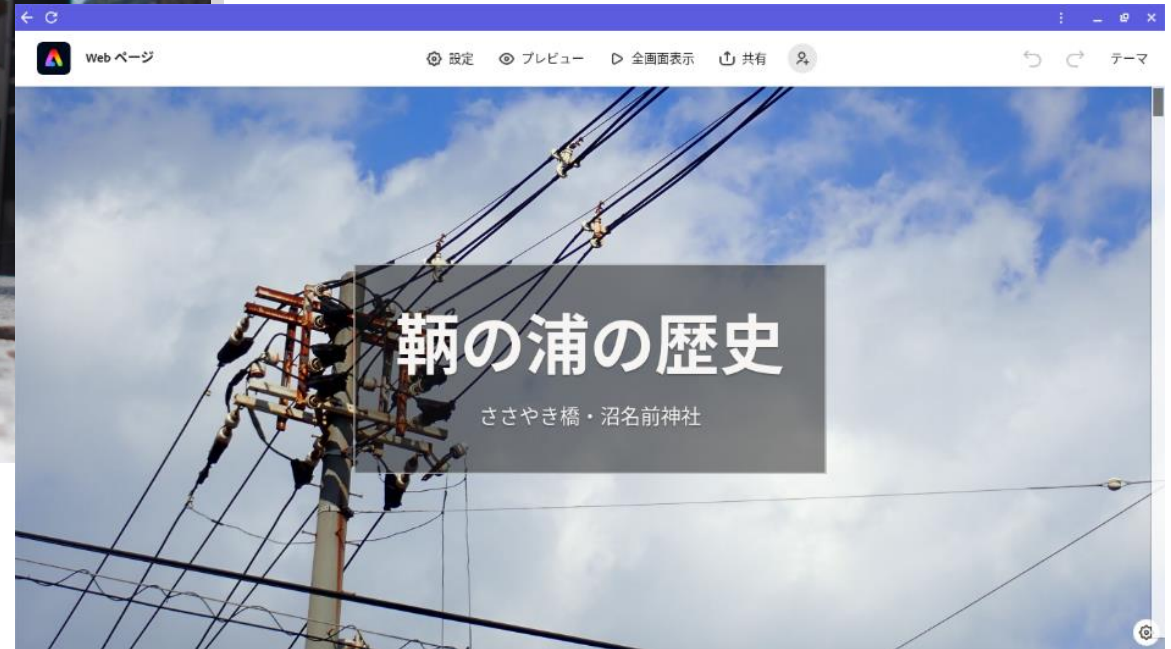 Web ページ
設定 プレビュー 全画面表示 共有 テーマ
鞆の浦の歴史
ささやき橋・沼名前神社